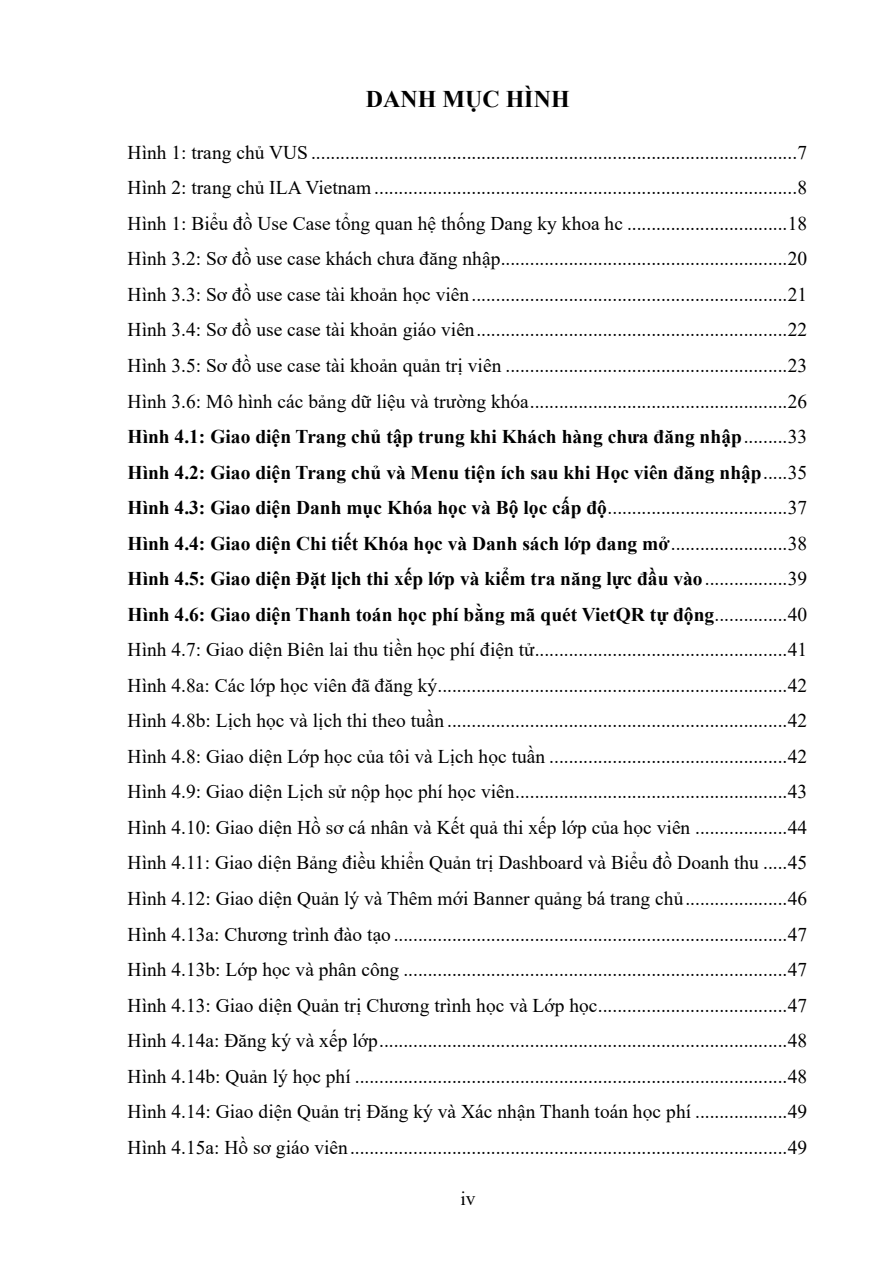 DANH MỤC HÌNH
Hình 1: trang chủ VUS....................................................................................................7
Hình 2: trang chủ ILA Vietnam.......................................................................................8
Hình 1: Biểu đồ Use Case tổng quan hệ thống Dang ky khoa hc .................................18
Hình 3.2: Sơ đồ use case khách chưa đăng nhập...........................................................20
Hình 3.3: Sơ đồ use case tài khoản học viên.................................................................21
Hình 3.4: Sơ đồ use case tài khoản giáo viên................................................................22
Hình 3.5: Sơ đồ use case tài khoản quản trị viên ..........................................................23
Hình 3.6: Mô hình các bảng dữ liệu và trường khóa.....................................................26
Hình 4.1: Giao diện Trang chủ tập trung khi Khách hàng chưa đăng nhập.........33
Hình 4.2: Giao diện Trang chủ và Menu tiện ích sau khi Học viên đăng nhập.....35
Hình 4.3: Giao diện Danh mục Khóa học và Bộ lọc cấp độ.....................................37
Hình 4.4: Giao diện Chi tiết Khóa học và Danh sách lớp đang mở........................38
Hình 4.5: Giao diện Đặt lịch thi xếp lớp và kiểm tra năng lực đầu vào.................39
Hình 4.6: Giao diện Thanh toán học phí bằng mã quét VietQR tự động...............40
Hình 4.7: Giao diện Biên lai thu tiền học phí điện tử....................................................41
Hình 4.8a: Các lớp học viên đã đăng ký........................................................................42
Hình 4.8b: Lịch học và lịch thi theo tuần......................................................................42
Hình 4.8: Giao diện Lớp học của tôi và Lịch học tuần .................................................42
Hình 4.9: Giao diện Lịch sử nộp học phí học viên........................................................43
Hình 4.10: Giao diện Hồ sơ cá nhân và Kết quả thi xếp lớp của học viên ...................44
Hình 4.11: Giao diện Bảng điều khiển Quản trị Dashboard và Biểu đồ Doanh thu .....45
Hình 4.12: Giao diện Quản lý và Thêm mới Banner quảng bá trang chủ.....................46
Hình 4.13a: Chương trình đào tạo.................................................................................47
Hình 4.13b: Lớp học và phân công ...............................................................................47
Hình 4.13: Giao diện Quản trị Chương trình học và Lớp học.......................................47
Hình 4.14a: Đăng ký và xếp lớp....................................................................................48
Hình 4.14b: Quản lý học phí .........................................................................................48
Hình 4.14: Giao diện Quản trị Đăng ký và Xác nhận Thanh toán học phí ...................49
Hình 4.15a: Hồ sơ giáo viên..........................................................................................49
iv